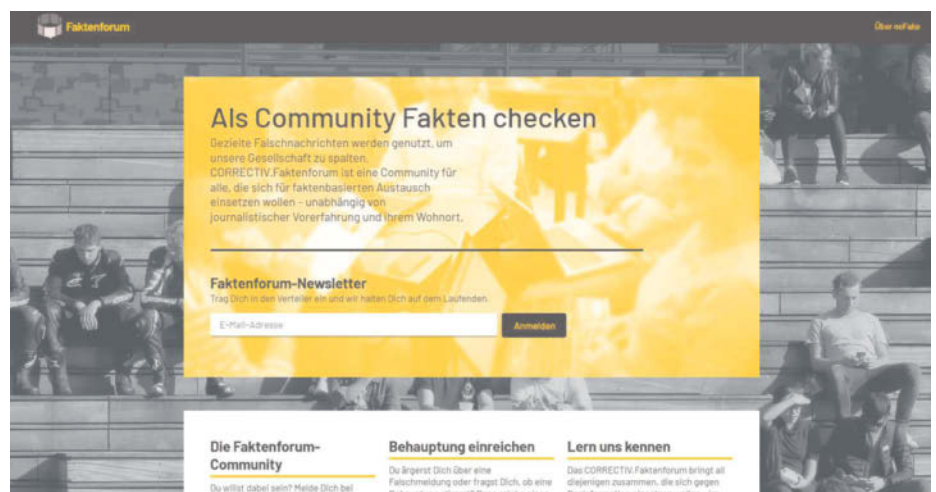 Faktenforum
Über noFake
Als Community Fakten checken
Gezielte Falschnachrichten werden genutzt, um
unsere Gesellschaft zu spalten.
CORRECTIV.Faktenforum ist eine Community für
alle, die sich für faktenbasierten Austausch
einsetzen wollen - unabhängig von
journalistischer Vorerfahrung und ihrem Wohnort.
Faktenforum-Newsletter
Trag Dich in den Verteiler ein und wir halten Dich auf dem Laufenden.
E-Mail-Adresse
Anmelden
Die Faktenforum-
Community
Du willst dabei sein? Melde Dich bei
Behauptung einreichen
Du ärgerst Dich über eine
Falschmeldung oder fragst Dich, ob eine
Lern uns kennen
Das CORRECTIV.Faktenforum bringt all
diejenigen zusammen, die sich gegen